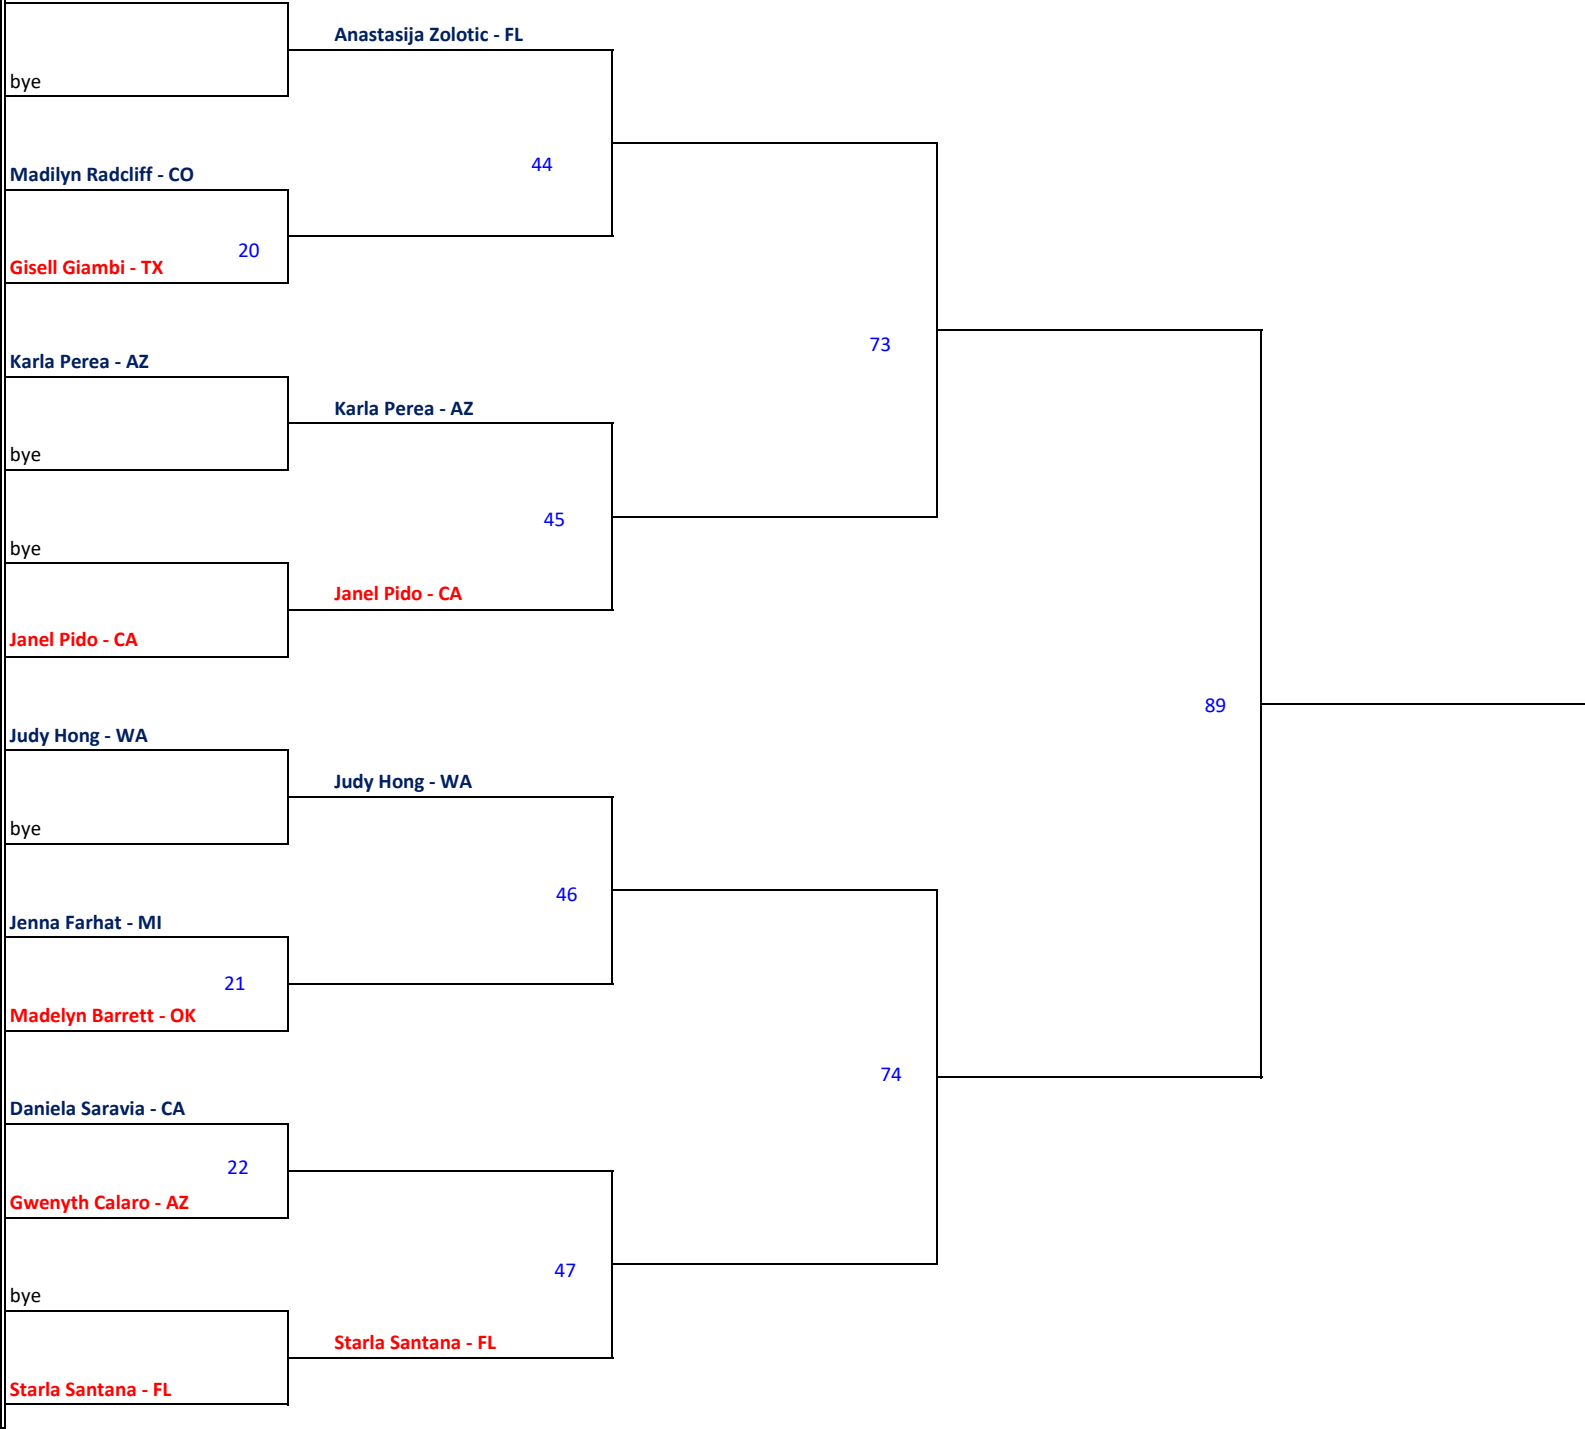 Anastasija Zolotic - FL
bye
44
Madilyn Radcliff - CO
20
Gisell Giambi - TX
73
Karla Perea - AZ
Karla Perea - AZ
bye
45
bye
Janel Pido - CA
Janel Pido - CA
89
Judy Hong - WA
Judy Hong - WA
bye
46
Jenna Farhat - MI
21
Madelyn Barrett - OK
74
Daniela Saravia - CA
22
Gwenyth Calaro - AZ
47
bye
Starla Santana - FL
Starla Santana - FL